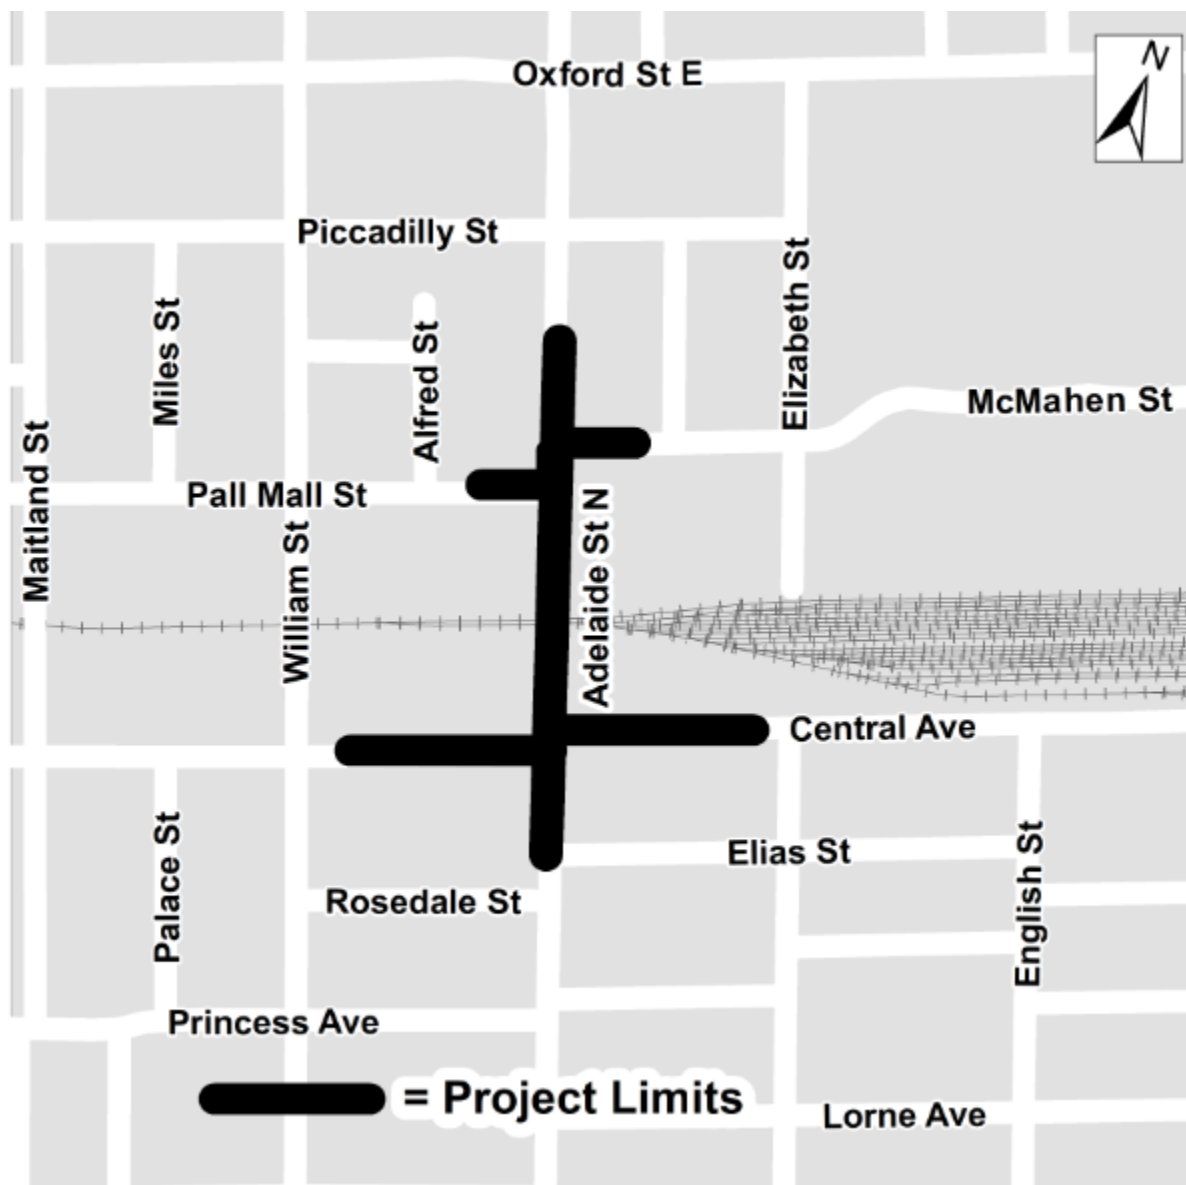 N
Oxford St E
Piccadilly St
Miles St
Alfred St
Elizabeth St
McMahen St
Maitland St
Pall Mall St
William St
Adelaide St N
Central Ave
Palace St
Elias St
Rosedale St
English St
Princess Ave
= Project Limits
Lorne Ave